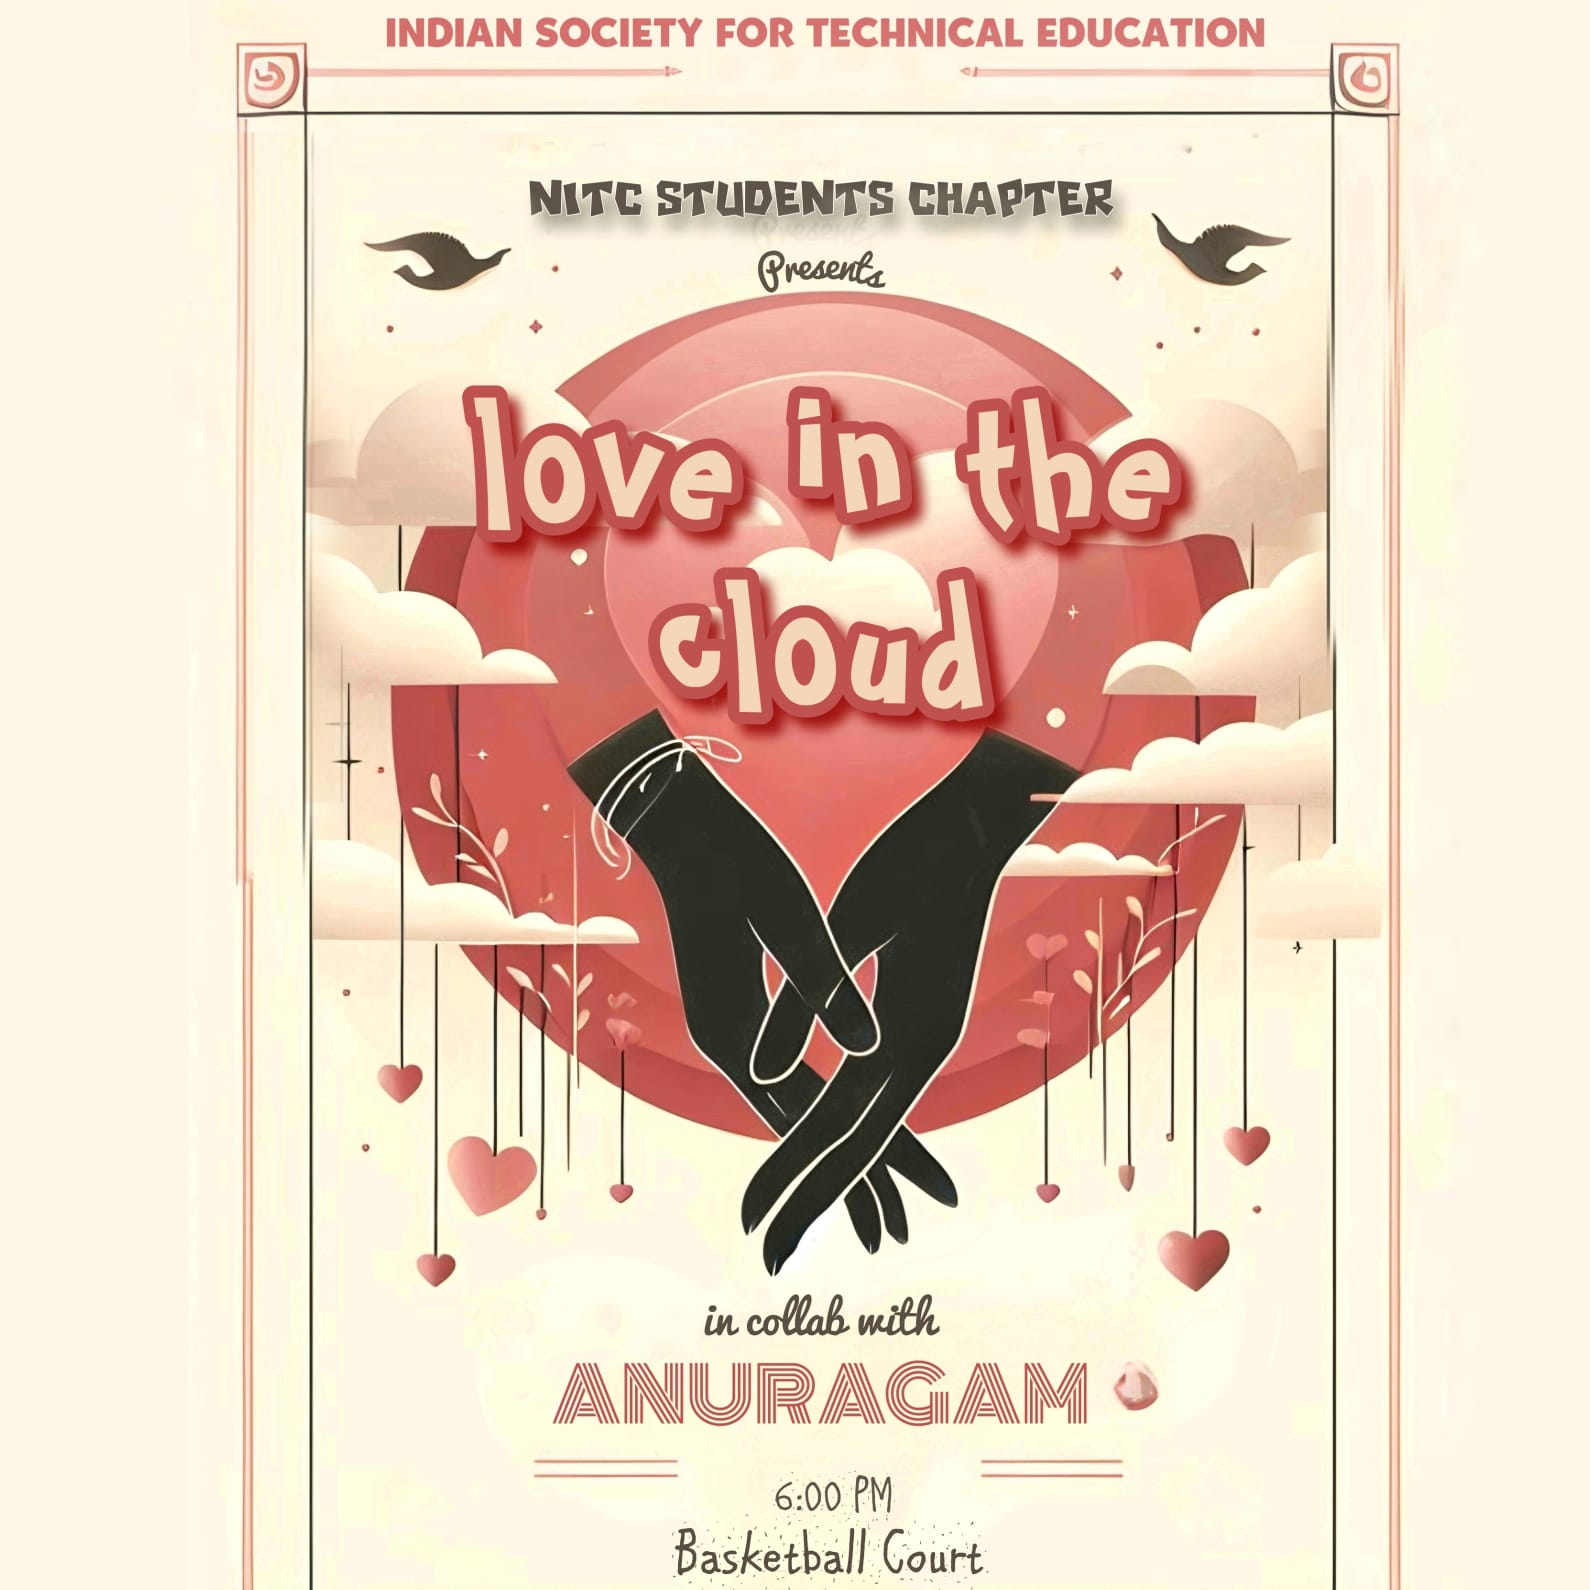 INDIAN SOCIETY FOR TECHNICAL EDUCATION
NITC STUDENTS CHAPTER
Presents
love in the
cloud
in collab with
ANURAGAM
6:00 PM
Basketball Court